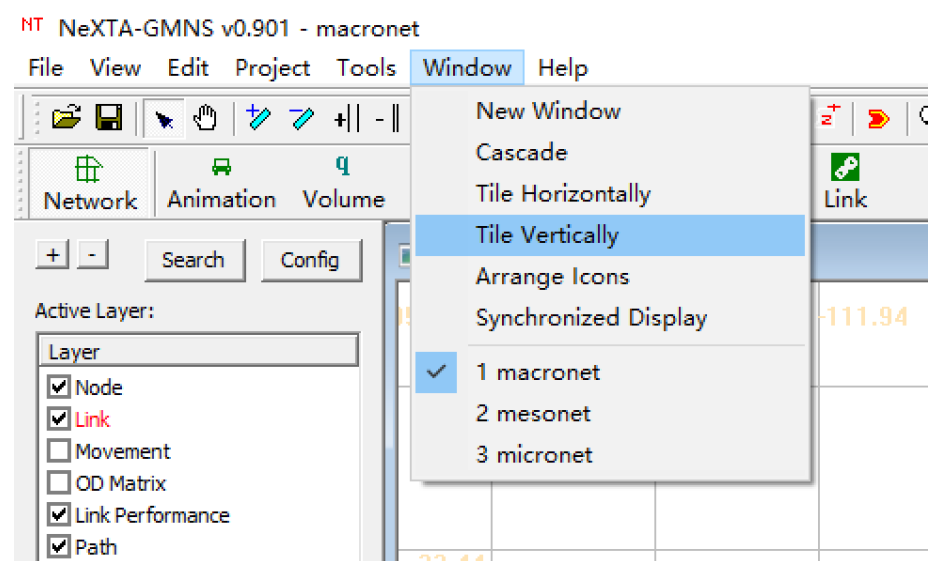 NT NeXTA-GMNS v0.901 - macronet
File View Edit Project Tools Window Help
New Window
Cascade
Tile Horizontally
Tile Vertically
Arrange Icons
Synchronized Display
1 macronet
2 mesonet
3 micronet
Network Animation Volume Link
+ - Search Config
Active Layer:
Layer
Node
Link
Movement
OD Matrix
Link Performance
Path
-111.94